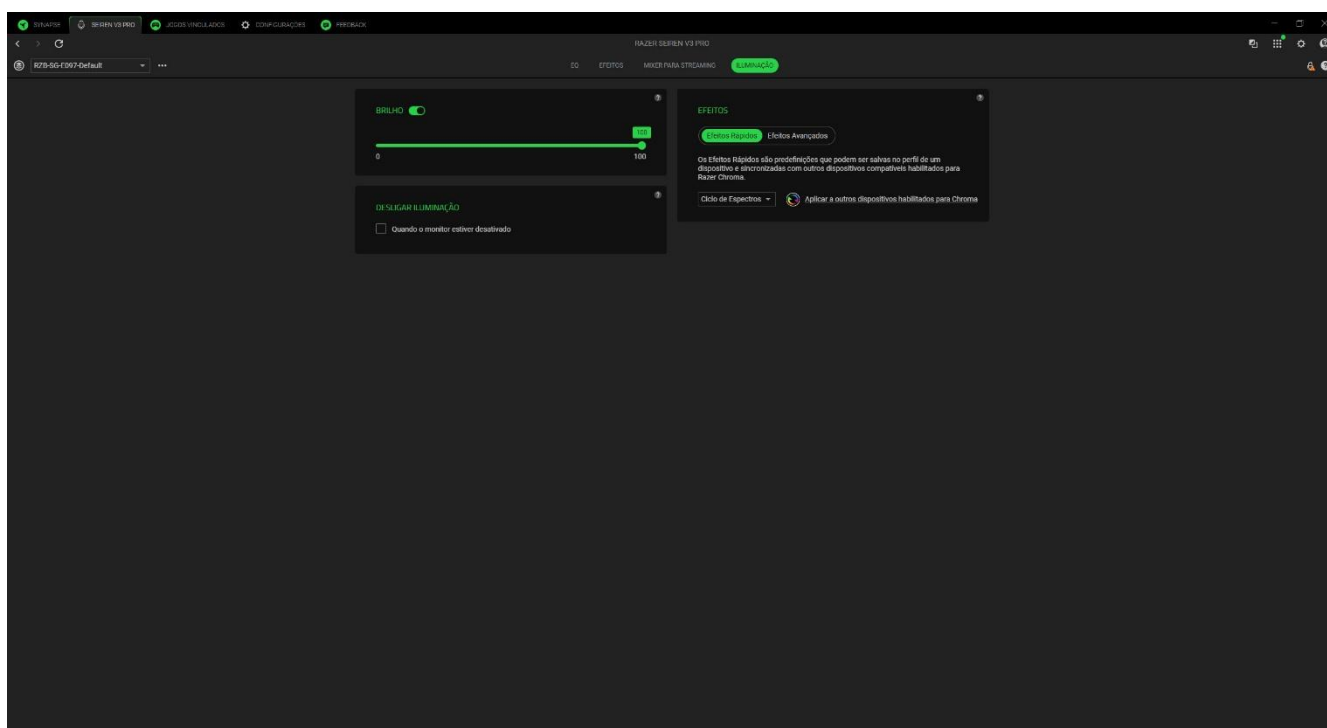 SYNAPSE SEIREN V3 PRO JOGOS VINCULADOS CONFIGURAÇÕES FEEDBACK
RAZER SEIREN V3 PRO
RZB-SG-E097-Default
EQ EFEITOS MIXER PARA STREAMING ILUMINAÇÃO
BRILHO
100
0 100
DESLIGAR ILUMINAÇÃO
Quando o monitor estiver desativado
EFEITOS
Efeitos Rápidos Efeitos Avançados
Os Efeitos Rápidos são predefinições que podem ser salvas no perfil de um
dispositivo e sincronizadas com outros dispositivos compatíveis habilitados para
Razer Chroma.
Ciclo de Espectros Aplicar a outros dispositivos habilitados para Chroma